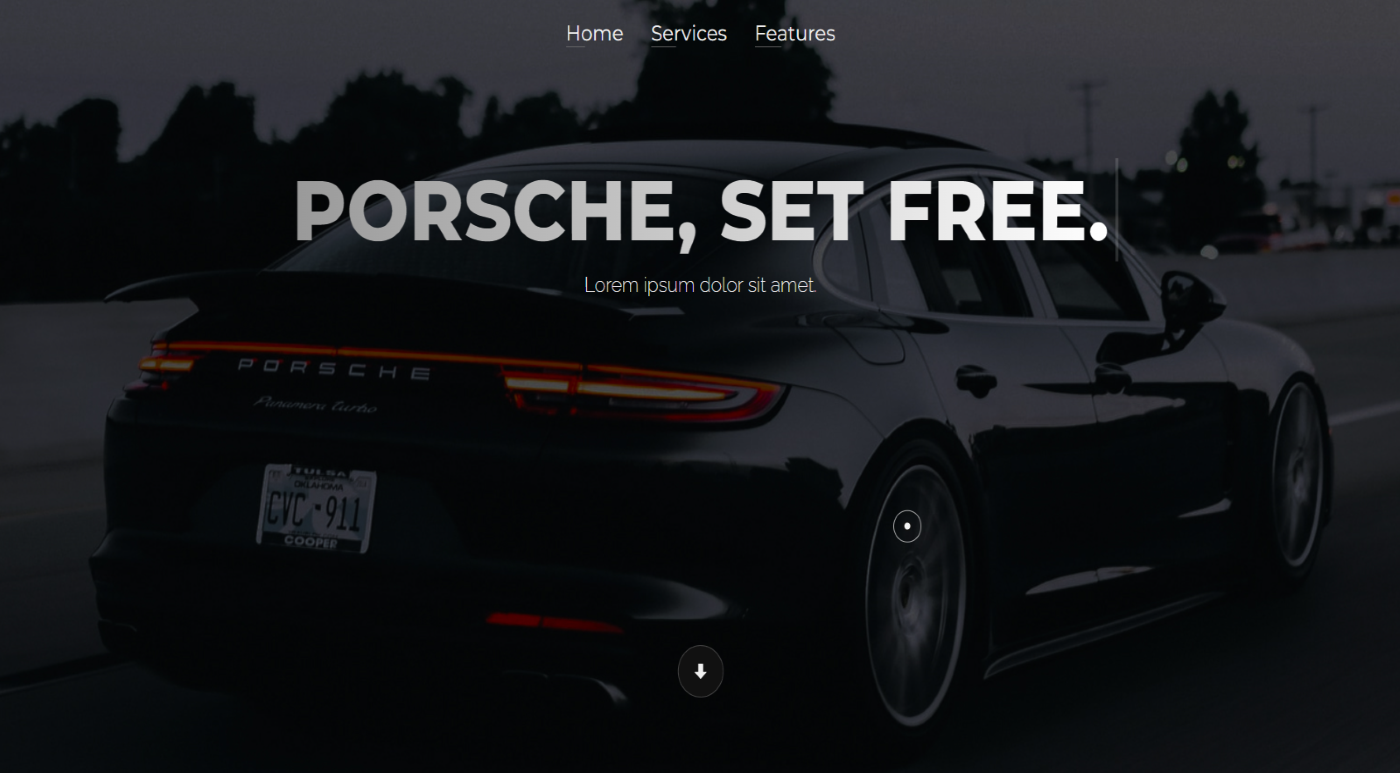 Home Services Features
PORSCHE, SET FREE.
Lorem ipsum dolor sit amet.
PORSCHE
Panamera turbo
TULSA
OKLAHOMA
CVC-911
COOPER